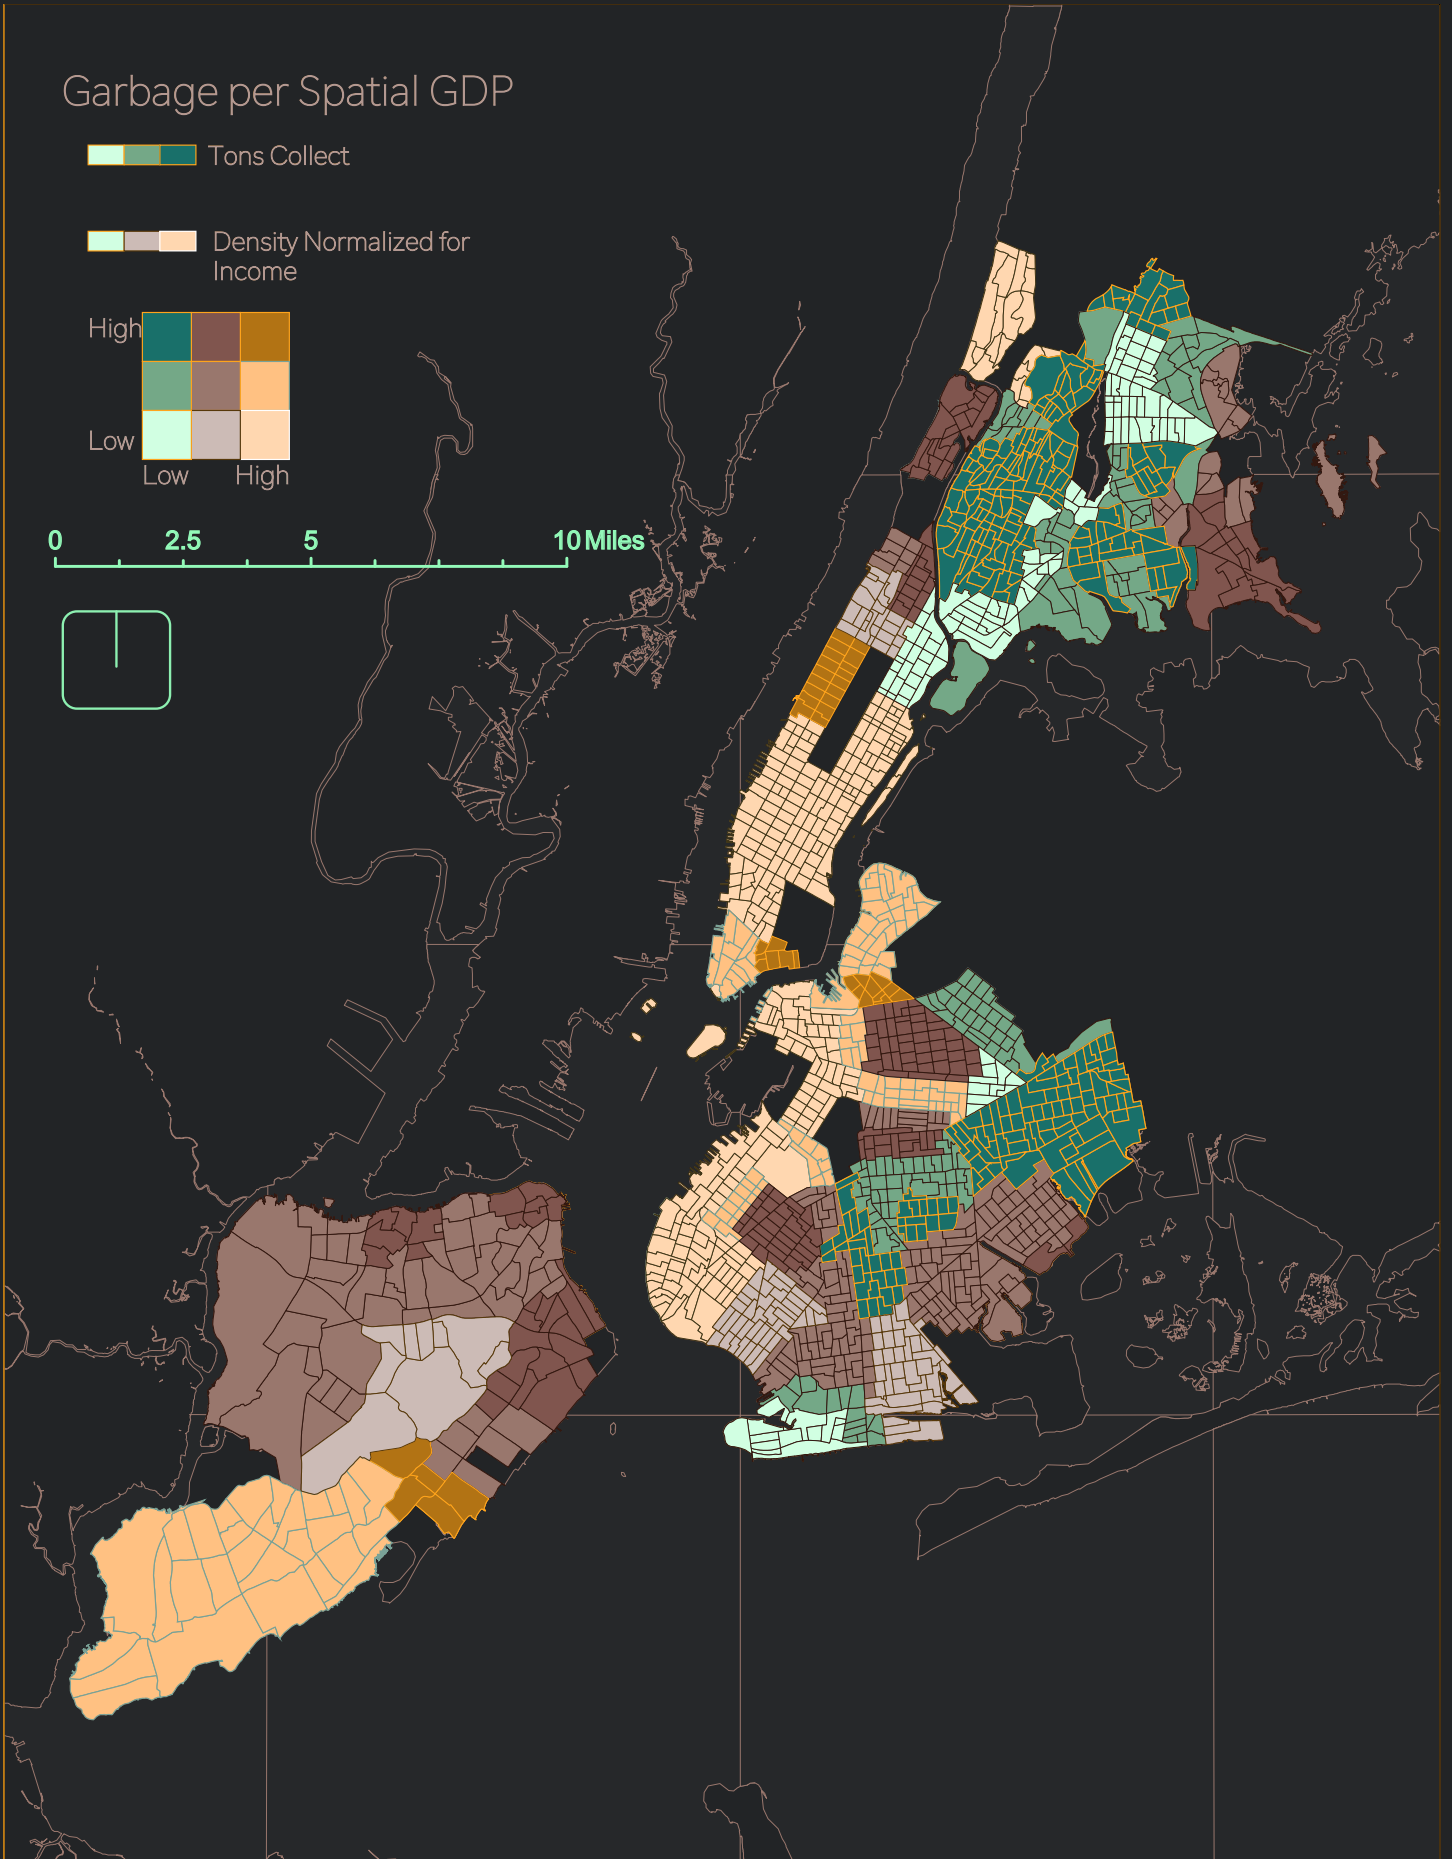 Garbage per Spatial GDP
Tons Collect
Density Normalized for
Income
High
Low
Low High
0 2.5 5 10 Miles